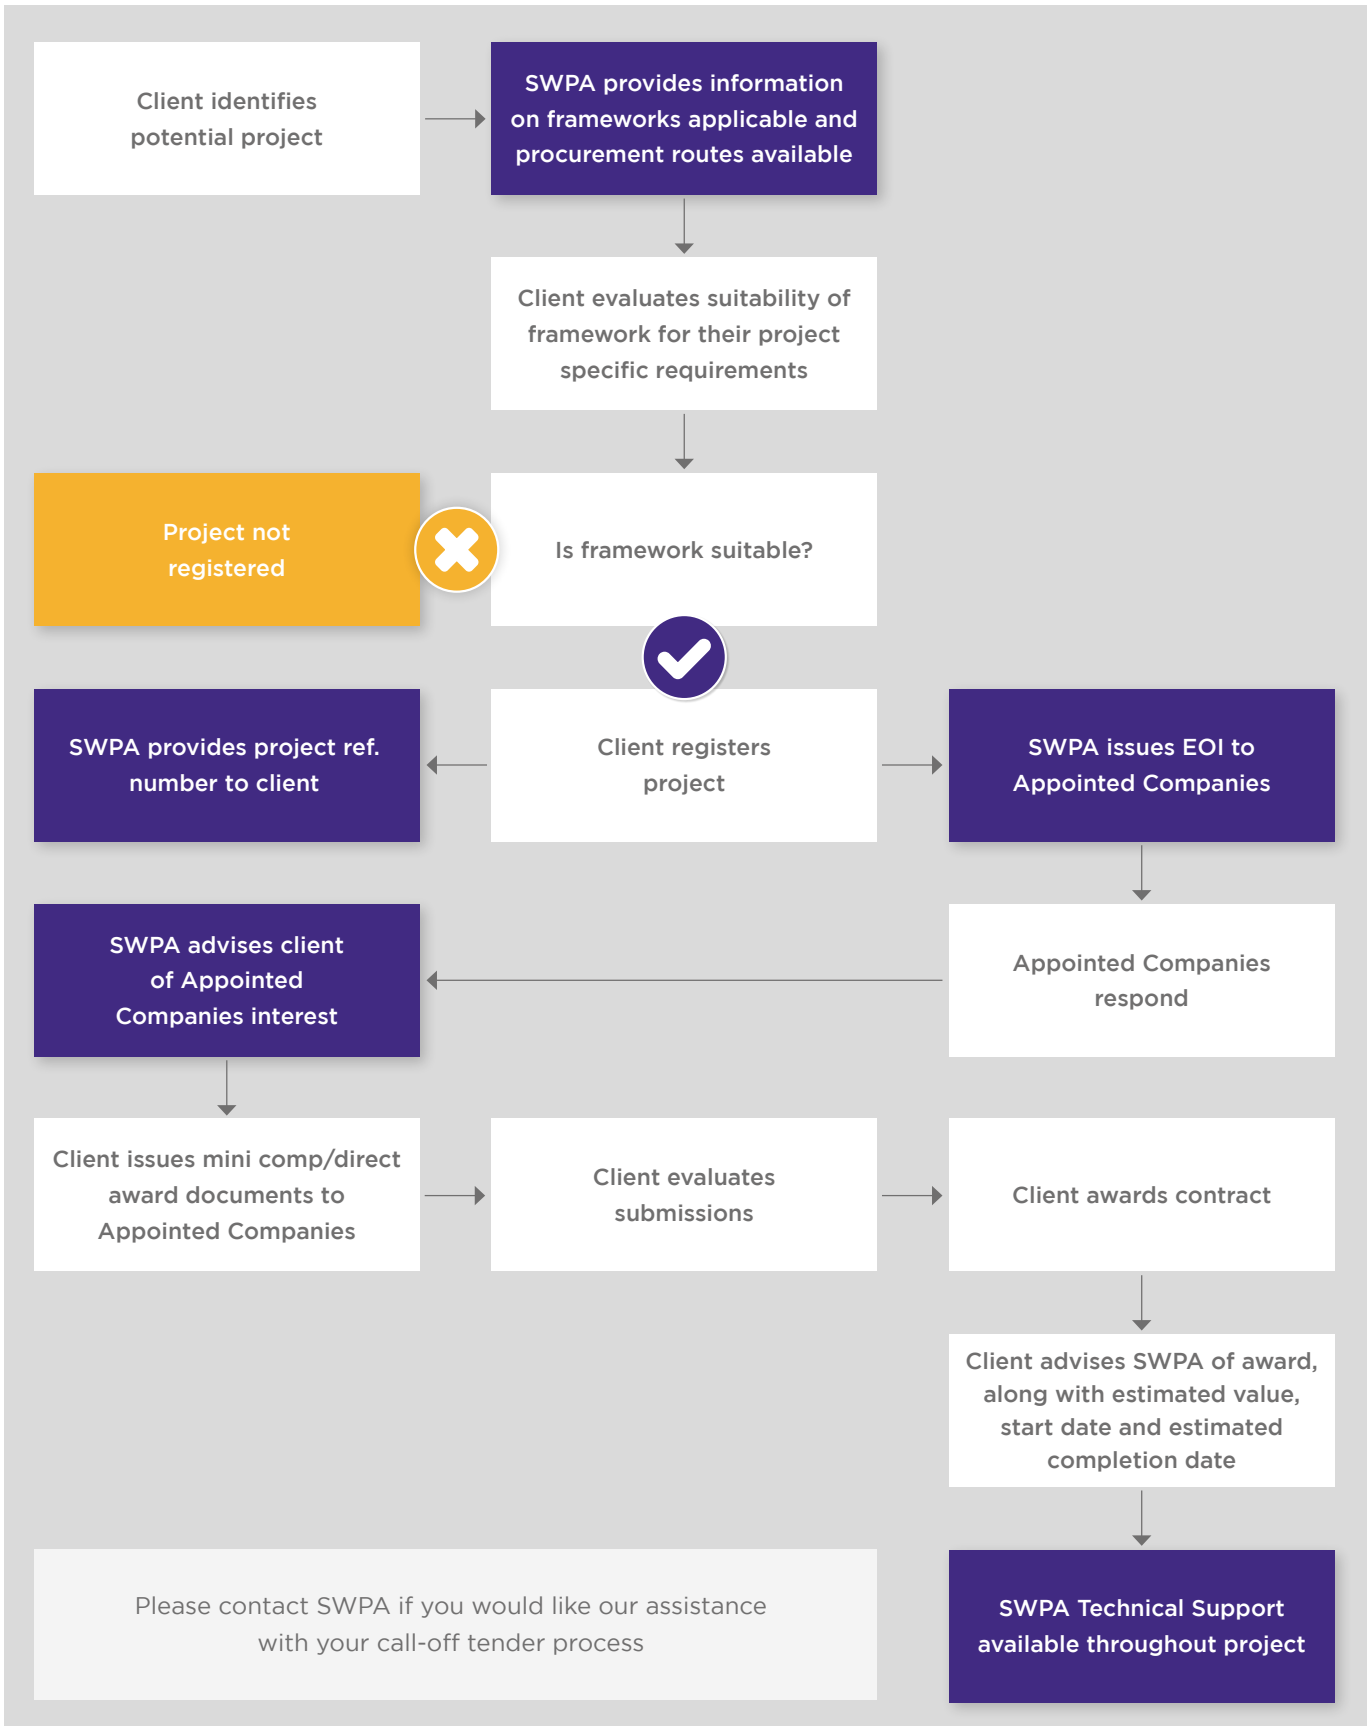 Client identifies
potential project
SWPA provides information
on frameworks applicable and
procurement routes available
Client evaluates suitability of
framework for their project
specific requirements
Project not
registered
Is framework suitable?
SWPA provides project ref.
number to client
Client registers
project
SWPA issues EOI to
Appointed Companies
SWPA advises client
of Appointed
Companies interest
Appointed Companies
respond
Client issues mini comp/direct
award documents to
Appointed Companies
Client evaluates
submissions
Client awards contract
Client advises SWPA of award,
along with estimated value,
start date and estimated
completion date
Please contact SWPA if you would like our assistance
with your call-off tender process
SWPA Technical Support
available throughout project